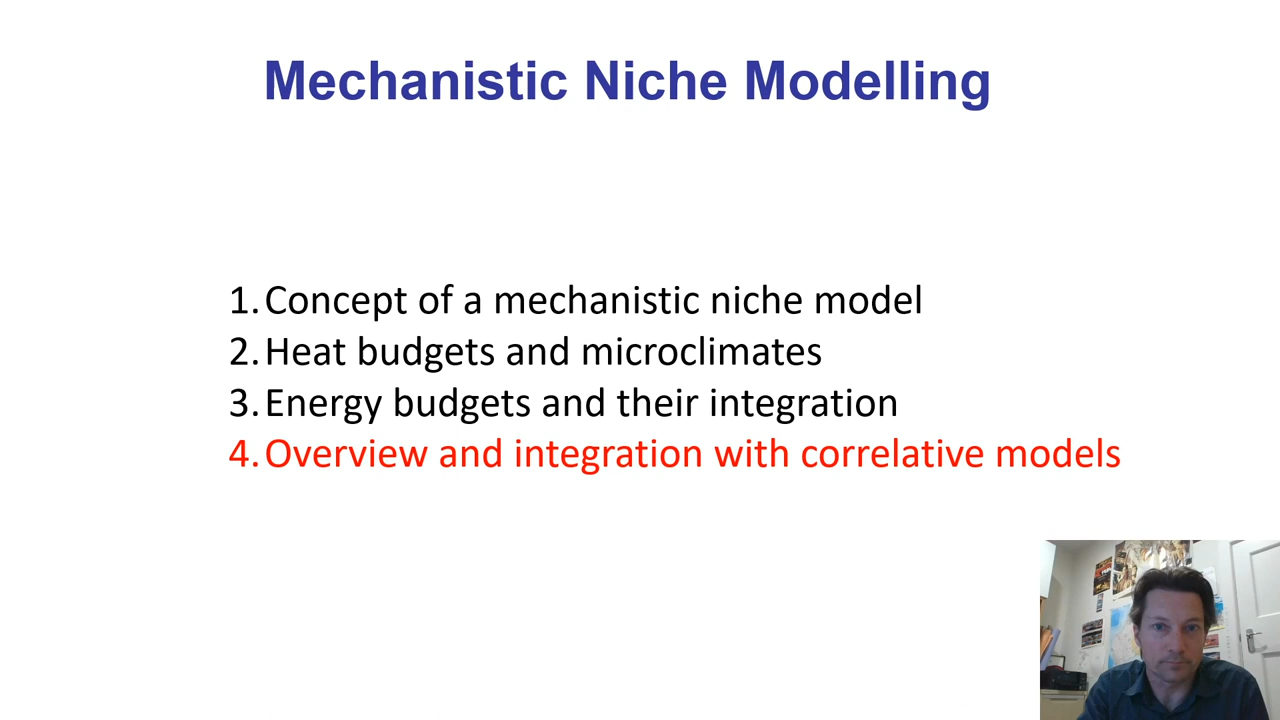 Mechanistic Niche Modelling
1. Concept of a mechanistic niche model
2. Heat budgets and microclimates
3. Energy budgets and their integration
4. Overview and integration with correlative models